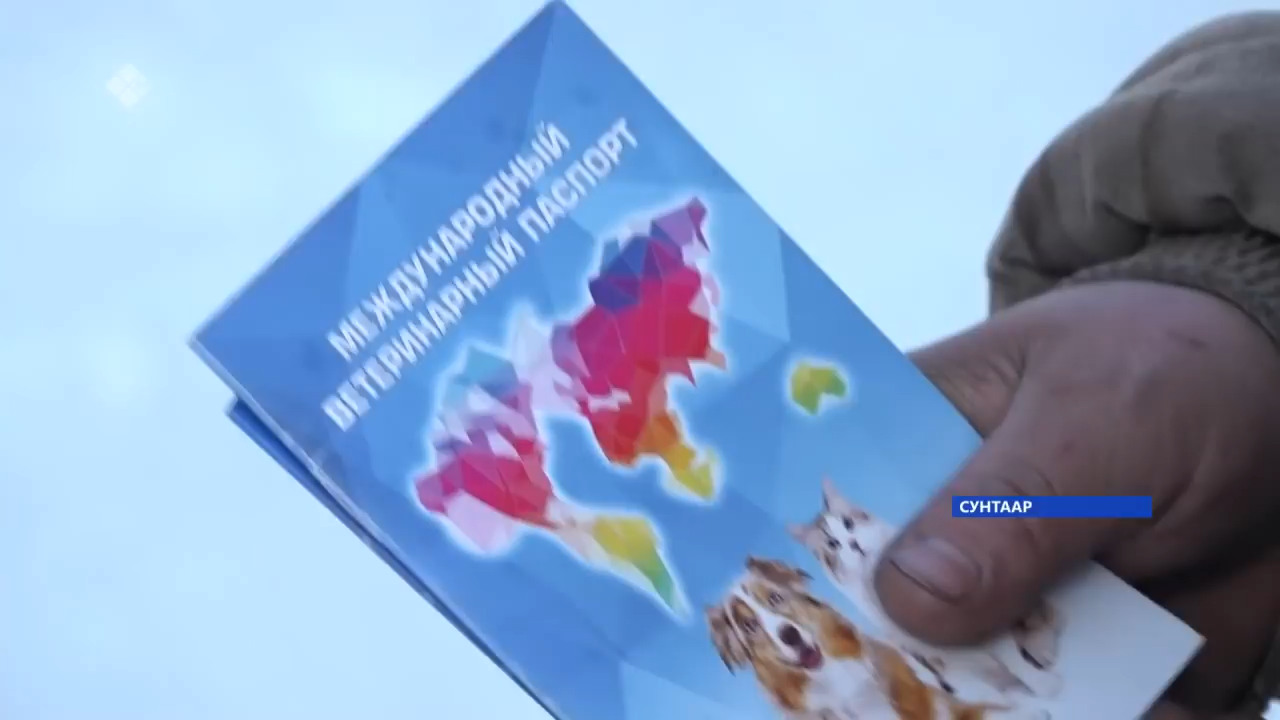 МЕЖДУНАРОДНЫЙ
ВЕТЕРИНАРНЫЙ ПАСПОРТ
СУНТААР